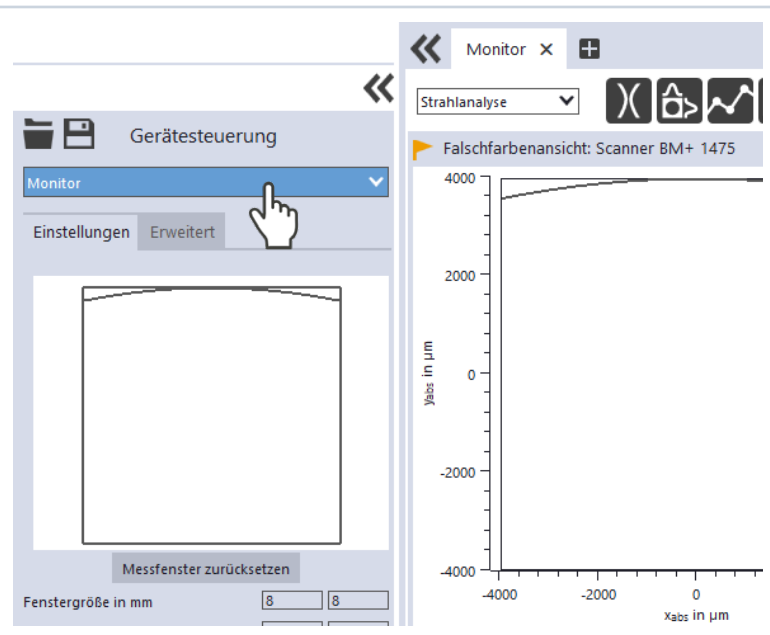 Gerätesteuerung
Monitor
Einstellungen Erweitert
Messfenster zurücksetzen
Fenstergröße in mm 8 8
Monitor
Strahlanalyse
Falschfarbenansicht: Scanner BM+ 1475
4000
2000
0
-2000
-4000
yabs in µm
-4000 -2000 0
xabs in µm